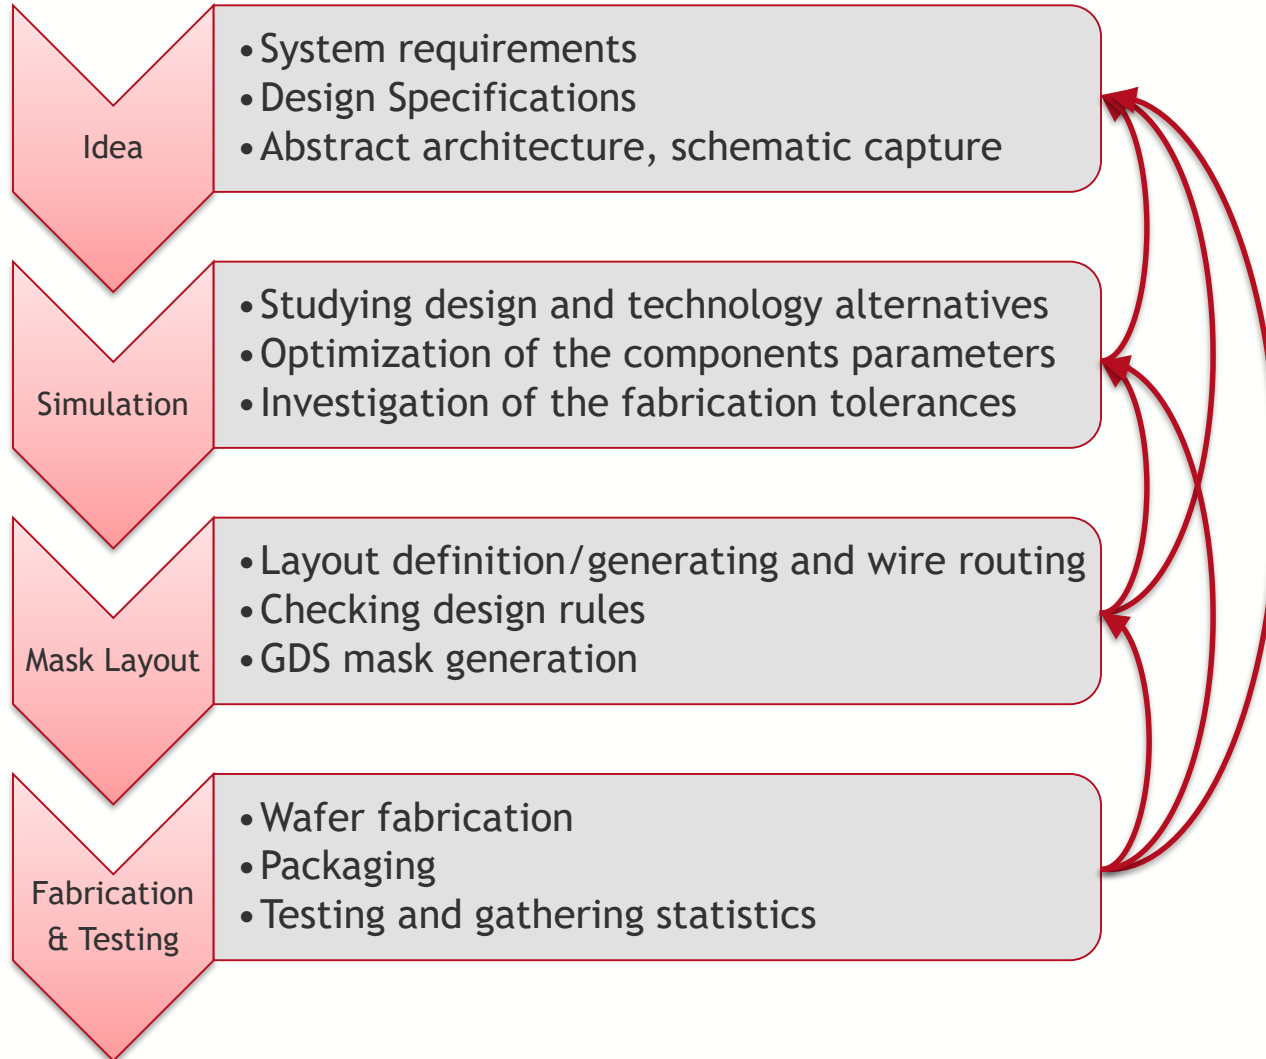 Idea
•System requirements
•Design Specifications
•Abstract architecture, schematic capture
Simulation
•Studying design and technology alternatives
•Optimization of the components parameters
•Investigation of the fabrication tolerances
Mask Layout
•Layout definition/generating and wire routing
•Checking design rules
•GDS mask generation
Fabrication
& Testing
•Wafer fabrication
•Packaging
•Testing and gathering statistics